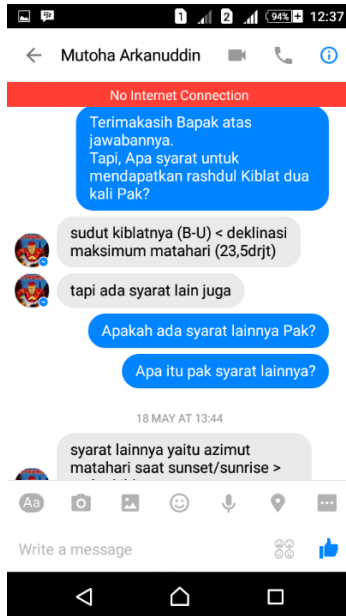 1 2 94% 12:37
Mutoha Arkanuddin
No Internet Connection
Terimakasih Bapak atas
jawabannya.
Tapi, Apa syarat untuk
mendapatkan rashdul Kiblat dua
kali Pak?
sudut kiblatnya (B-U) < deklinasi
maksimum matahari (23,5drjt)
tapi ada syarat lain juga
Apakah ada syarat lainnya Pak?
Apa itu pak syarat lainnya?
18 MAY AT 13:44
syarat lainnya yaitu azimut
matahari saat sunset/sunrise >
Aa
Write a message